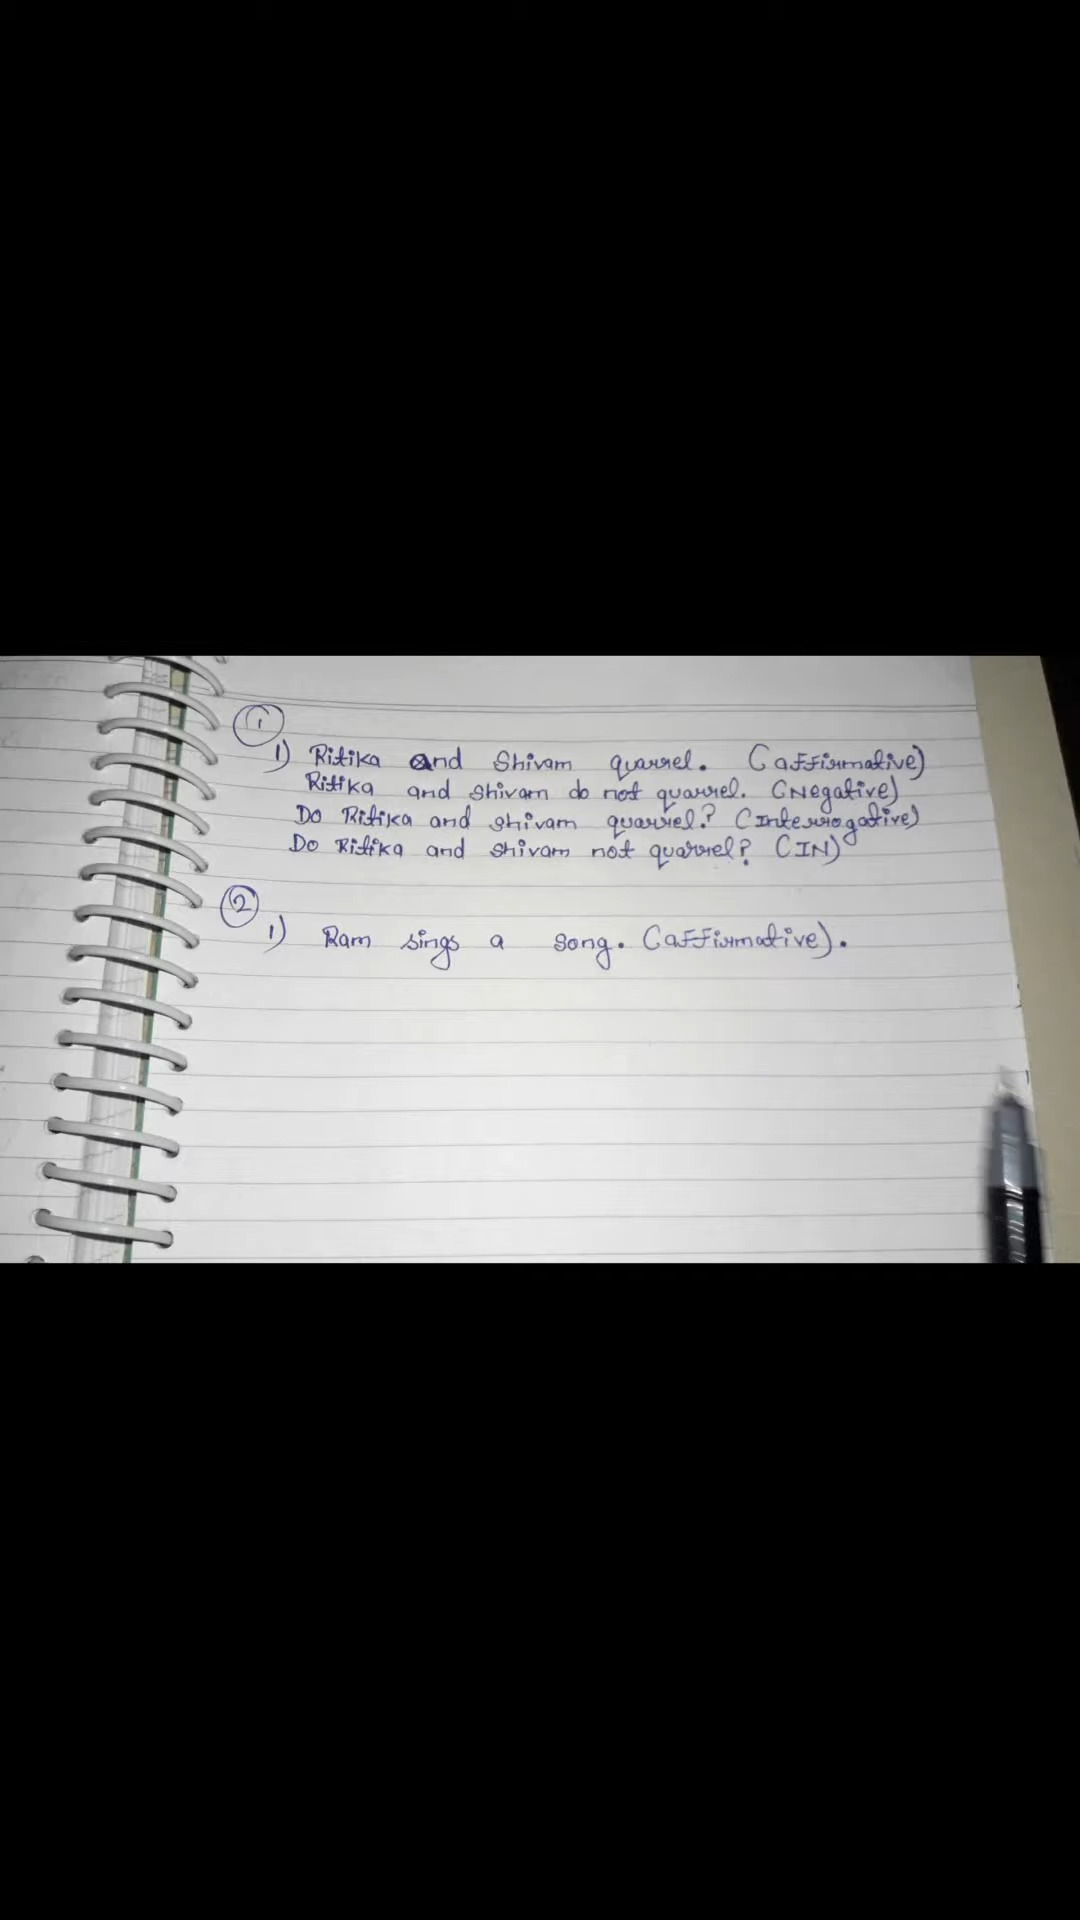 1
1) Ritika and Shivam quarrel. (affirmative)
Ritika and Shivam do not quarrel. (Negative)
Do Ritika and Shivam quarrel? (Interrogative)
Do Ritika and Shivam not quarrel? (IN)
2
1) Ram sings a song. (affirmative).